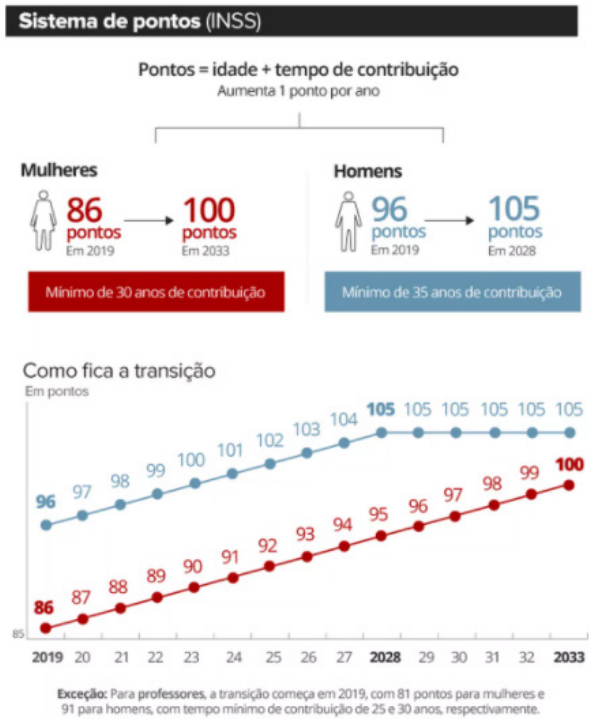 Sistema de pontos (INSS)
Pontos = idade + tempo de contribuição
Aumenta 1 ponto por ano
Mulheres
86 pontos
Em 2019
100 pontos
Em 2033
Mínimo de 30 anos de contribuição
Homens
96 pontos
Em 2019
105 pontos
Em 2028
Mínimo de 35 anos de contribuição
Como fica a transição
Em pontos
96 97 98 99 100 101 102 103 104 105 105 105 105 105 105
86 87 88 89 90 91 92 93 94 95 96 97 98 99 100
85
2019 20 21 22 23 24 25 26 27 2028 29 30 31 32 2033
Exceção: Para professores, a transição começa em 2019, com 81 pontos para mulheres e
91 para homens, com tempo mínimo de contribuição de 25 e 30 anos, respectivamente.